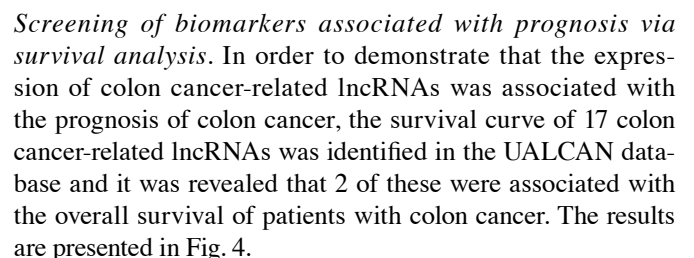 Screening of biomarkers associated with prognosis via
survival analysis. In order to demonstrate that the expres-
sion of colon cancer-related lncRNAs was associated with
the prognosis of colon cancer, the survival curve of 17 colon
cancer-related lncRNAs was identified in the UALCAN data-
base and it was revealed that 2 of these were associated with
the overall survival of patients with colon cancer. The results
are presented in Fig. 4.